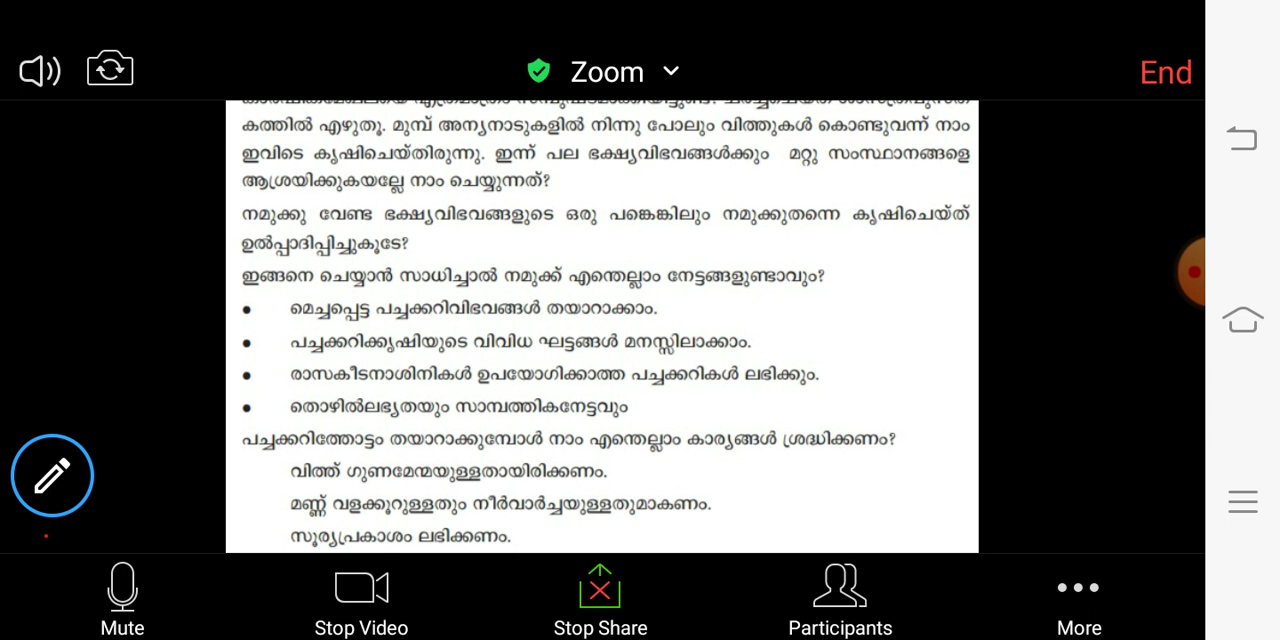 Zoom
End
കത്തിൽ എഴുതൂ. മുമ്പ് അന്യനാടുകളിൽ നിന്നു പോലും വിത്തുകൾ കൊണ്ടുവന്ന് നാം
ഇവിടെ കൃഷിചെയ്തിരുന്നു. ഇന്ന് പല ഭക്ഷ്യവിഭവങ്ങൾക്കും മറ്റു സംസ്ഥാനങ്ങളെ
ആശ്രയിക്കുകയല്ലേ നാം ചെയ്യുന്നത്?
നമുക്കു വേണ്ട ഭക്ഷ്യവിഭവങ്ങളുടെ ഒരു പങ്കെങ്കിലും നമുക്കുതന്നെ കൃഷിചെയ്ത്
ഉൽപ്പാദിപ്പിച്ചുകൂടേ?
ഇങ്ങനെ ചെയ്യാൻ സാധിച്ചാൽ നമുക്ക് എന്തെല്ലാം നേട്ടങ്ങളുണ്ടാവും?
• മെച്ചപ്പെട്ട പച്ചക്കറിവിഭവങ്ങൾ തയാറാക്കാം.
• പച്ചക്കറിക്കൃഷിയുടെ വിവിധ ഘട്ടങ്ങൾ മനസ്സിലാക്കാം.
• രാസകീടനാശിനികൾ ഉപയോഗിക്കാത്ത പച്ചക്കറികൾ ലഭിക്കും.
• തൊഴിൽലഭ്യതയും സാമ്പത്തികനേട്ടവും
പച്ചക്കറിത്തോട്ടം തയാറാക്കുമ്പോൾ നാം എന്തെല്ലാം കാര്യങ്ങൾ ശ്രദ്ധിക്കണം?
വിത്ത് ഗുണമേന്മയുള്ളതായിരിക്കണം.
മണ്ണ് വളക്കൂറുള്ളതും നീർവാർച്ചയുള്ളതുമാകണം.
സൂര്യപ്രകാശം ലഭിക്കണം.
Mute
Stop Video
Stop Share
Participants
More